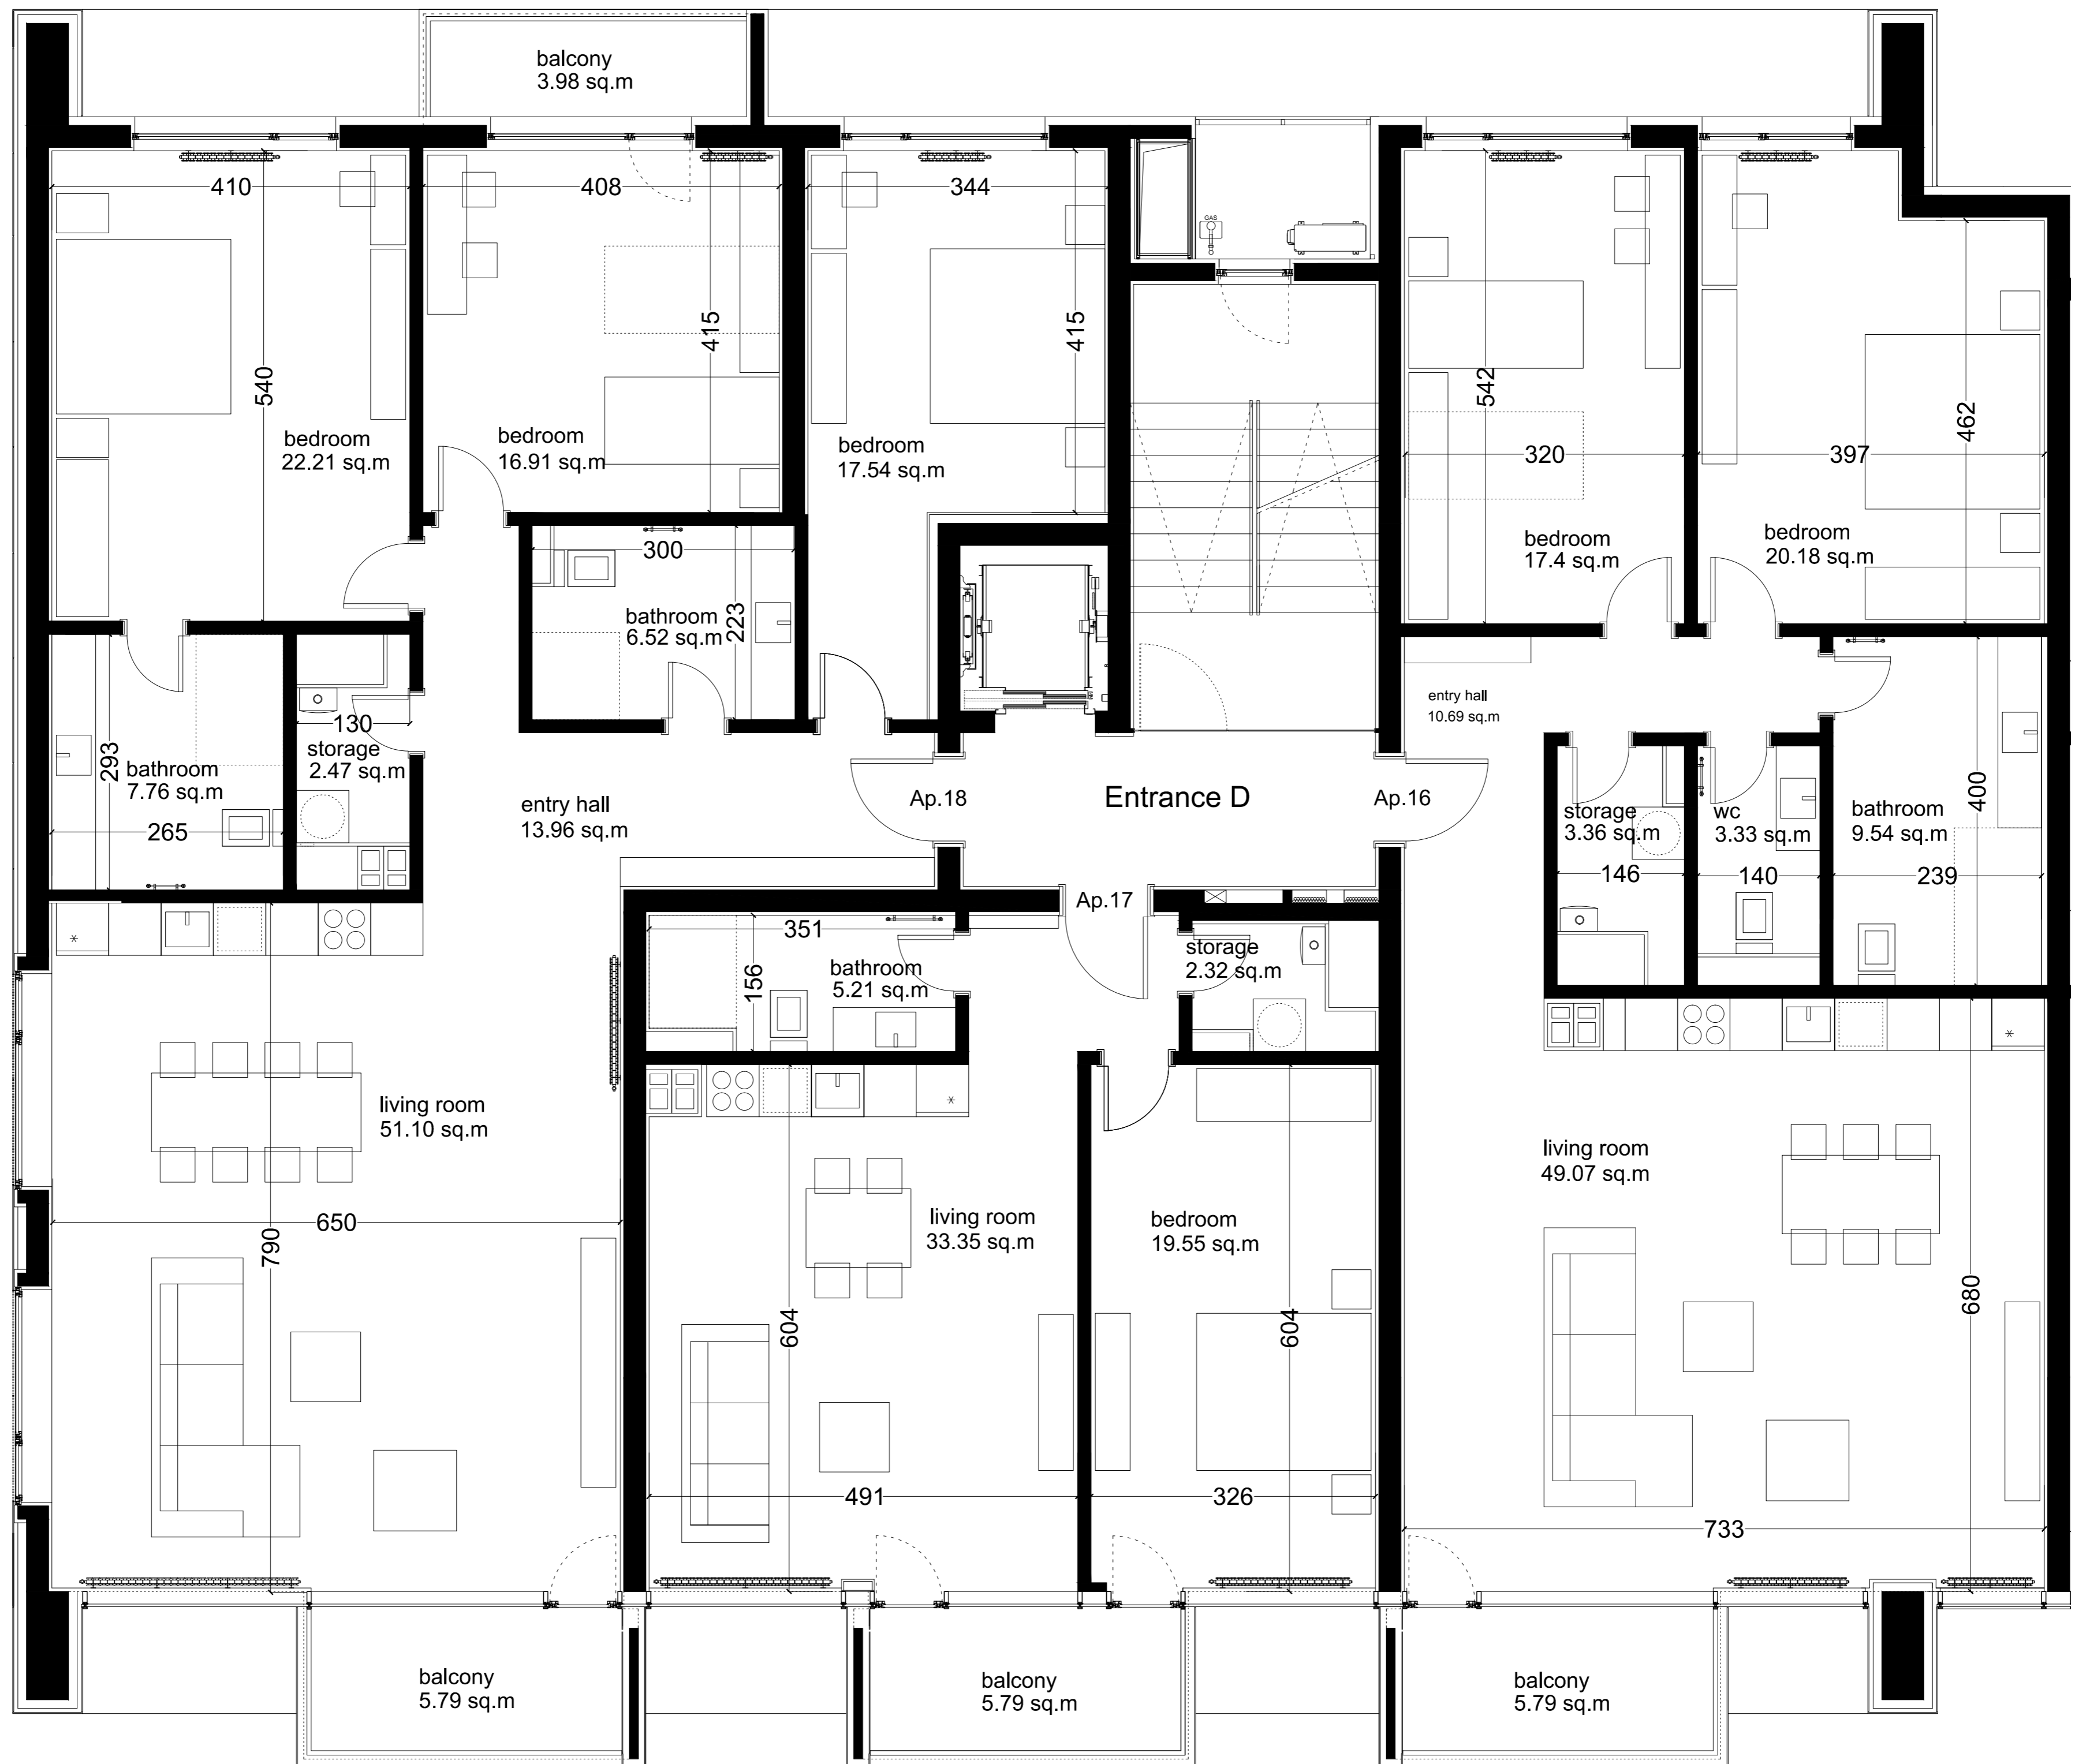 balcony
3.98 sq.m
410
408
344
GAS
540
415
415
542
462
320
397
bedroom
22.21 sq.m
bedroom
16.91 sq.m
bedroom
17.54 sq.m
bedroom
17.4 sq.m
bedroom
20.18 sq.m
300
bathroom
6.52 sq.m
223
entry hall
10.69 sq.m
130
storage
2.47 sq.m
293
bathroom
7.76 sq.m
265
entry hall
13.96 sq.m
Ap.18
Entrance D
Ap.16
storage
3.36 sq.m
146
wc
3.33 sq.m
140
bathroom
9.54 sq.m
400
239
Ap.17
351
156
bathroom
5.21 sq.m
storage
2.32 sq.m
*
*
*
living room
51.10 sq.m
650
790
living room
33.35 sq.m
604
491
bedroom
19.55 sq.m
604
326
living room
49.07 sq.m
680
733
balcony
5.79 sq.m
balcony
5.79 sq.m
balcony
5.79 sq.m